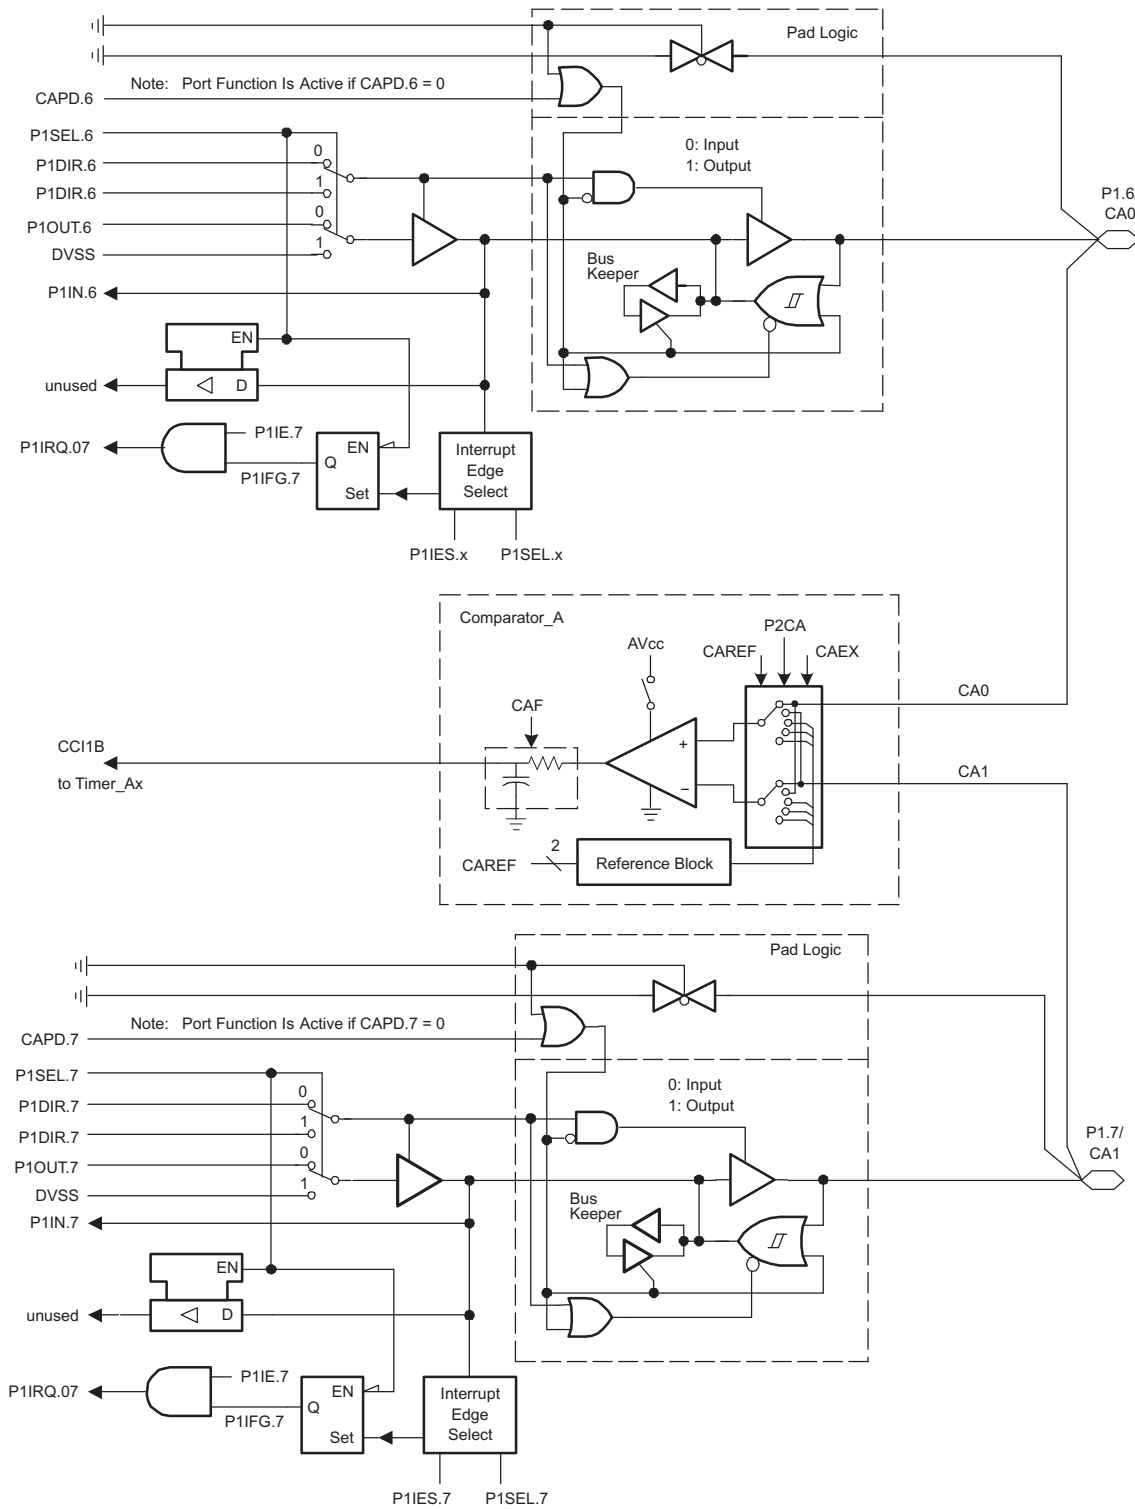 Pad Logic
Note: Port Function Is Active if CAPD.6 = 0
CAPD.6
P1SEL.6
0
P1DIR.6
1
P1DIR.6
0: Input
1: Output
P1.6/
CA0
0
P1OUT.6
1
DVSS
Bus
Keeper
P1IN.6
EN
unused
D
P1IE.7
P1IRQ.07
EN
Q
P1IFG.7
Set
Interrupt
Edge
Select
P1IES.x
P1SEL.x
Comparator_A
P2CA
AVcc
CAREF
CAEX
CA0
CAF
+
CCI1B
to Timer_Ax
CA1
−
2
CAREF
Reference Block
Pad Logic
Note: Port Function Is Active if CAPD.7 = 0
CAPD.7
P1SEL.7
0
P1DIR.7
1
P1DIR.7
0: Input
1: Output
P1.7/
CA1
0
P1OUT.7
1
DVSS
Bus
Keeper
P1IN.7
EN
unused
D
P1IE.7
P1IRQ.07
EN
Q
P1IFG.7
Set
Interrupt
Edge
Select
P1IES.7
P1SEL.7